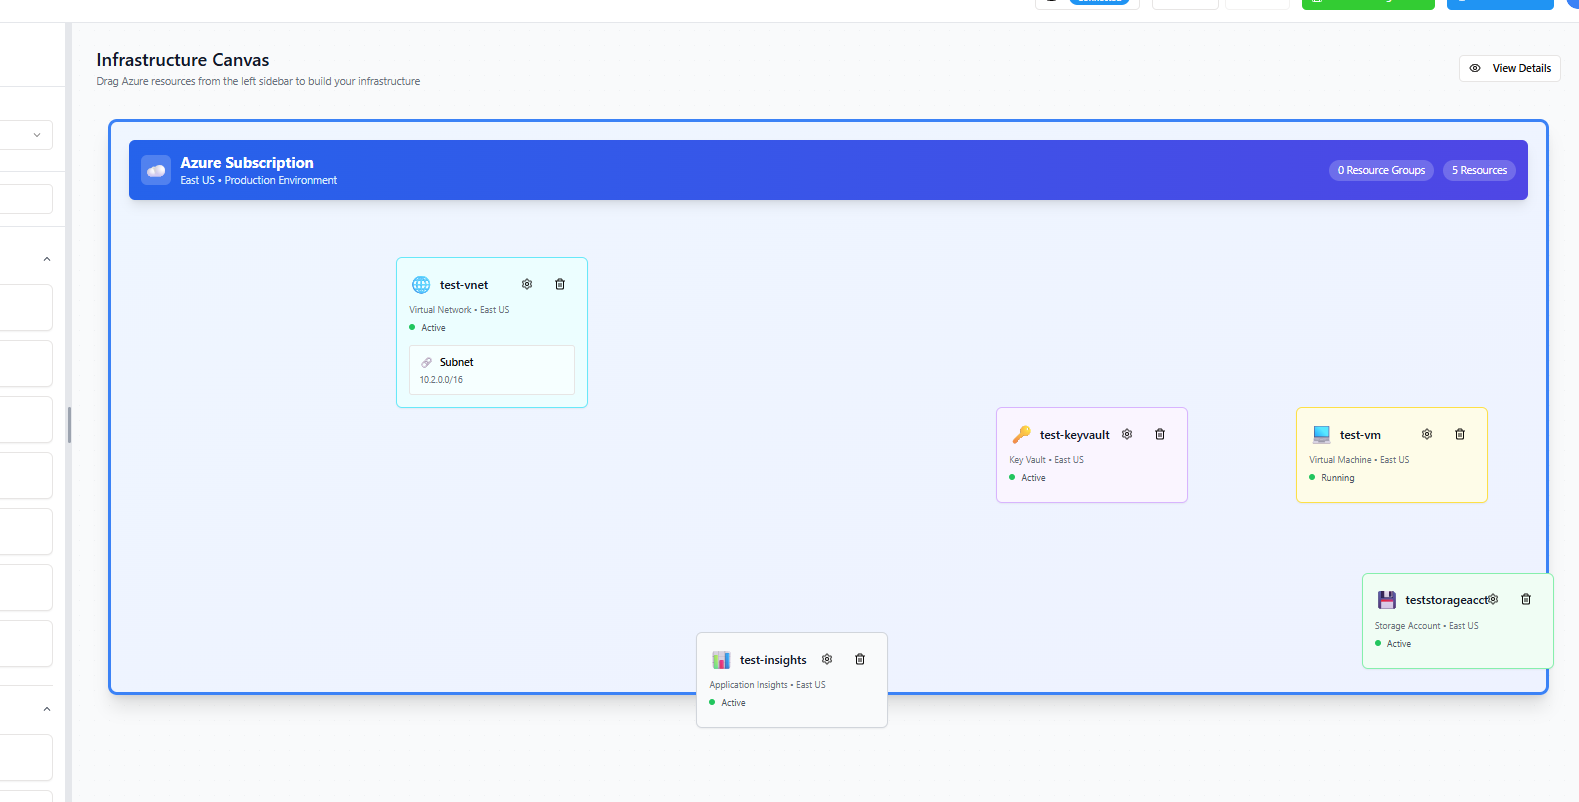 Infrastructure Canvas
Drag Azure resources from the left sidebar to build your infrastructure
View Details
Azure Subscription
East US • Production Environment
0 Resource Groups
5 Resources
test-vnet
Virtual Network • East US
Active
Subnet
10.2.0.0/16
test-keyvault
Key Vault • East US
Active
test-vm
Virtual Machine • East US
Running
teststorageacct
Storage Account • East US
Active
test-insights
Application Insights • East US
Active